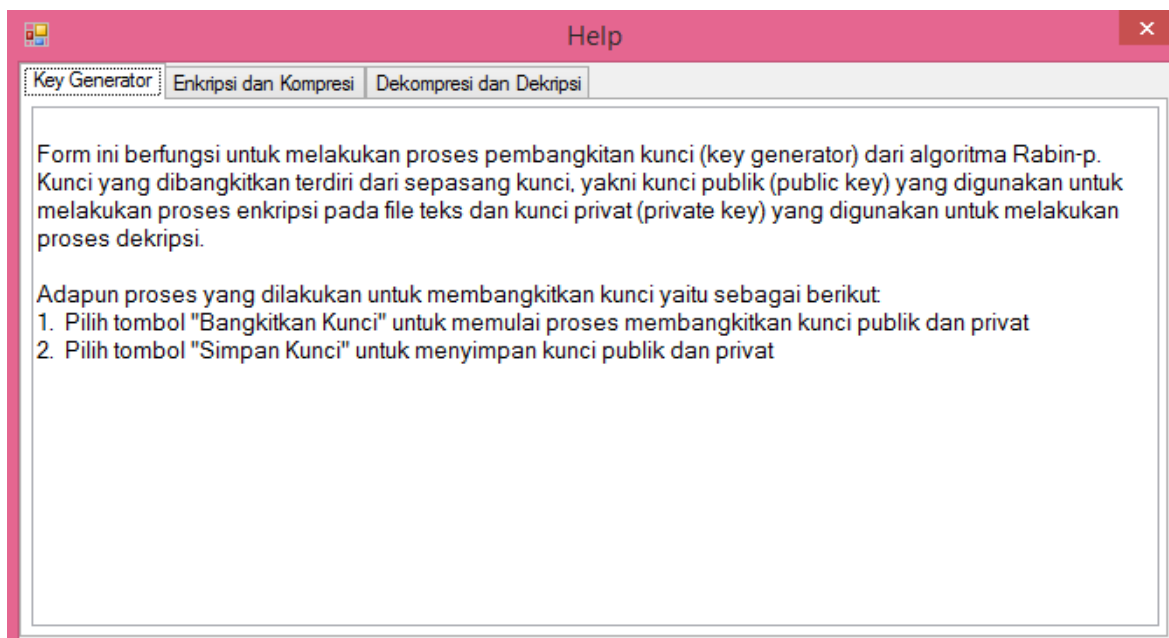 Help
Key Generator Enkripsi dan Kompresi Dekompresi dan Dekripsi
Form ini berfungsi untuk melakukan proses pembangkitan kunci (key generator) dari algoritma Rabin-p.
Kunci yang dibangkitkan terdiri dari sepasang kunci, yakni kunci publik (public key) yang digunakan untuk
melakukan proses enkripsi pada file teks dan kunci privat (private key) yang digunakan untuk melakukan
proses dekripsi.
Adapun proses yang dilakukan untuk membangkitkan kunci yaitu sebagai berikut:
1. Pilih tombol "Bangkitkan Kunci" untuk memulai proses membangkitkan kunci publik dan privat
2. Pilih tombol "Simpan Kunci" untuk menyimpan kunci publik dan privat